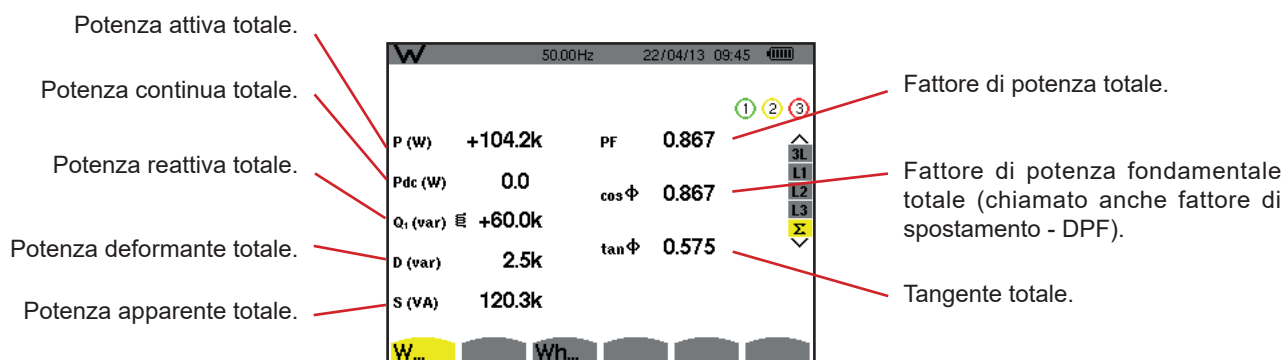 Potenza attiva totale.
Potenza continua totale.
Potenza reattiva totale.
Potenza deformante totale.
Potenza apparente totale.
W 50.00Hz 22/04/13 09:45
1 2 3
P (W) +104.2k PF 0.867
Pdc (W) 0.0 cos Φ 0.867
Q₁ (var) +60.0k tan Φ 0.575
D (var) 2.5k
S (VA) 120.3k
3L
L1
L2
L3
Σ
W... Wh...
Fattore di potenza totale.
Fattore di potenza fondamentale
totale (chiamato anche fattore di
spostamento - DPF).
Tangente totale.